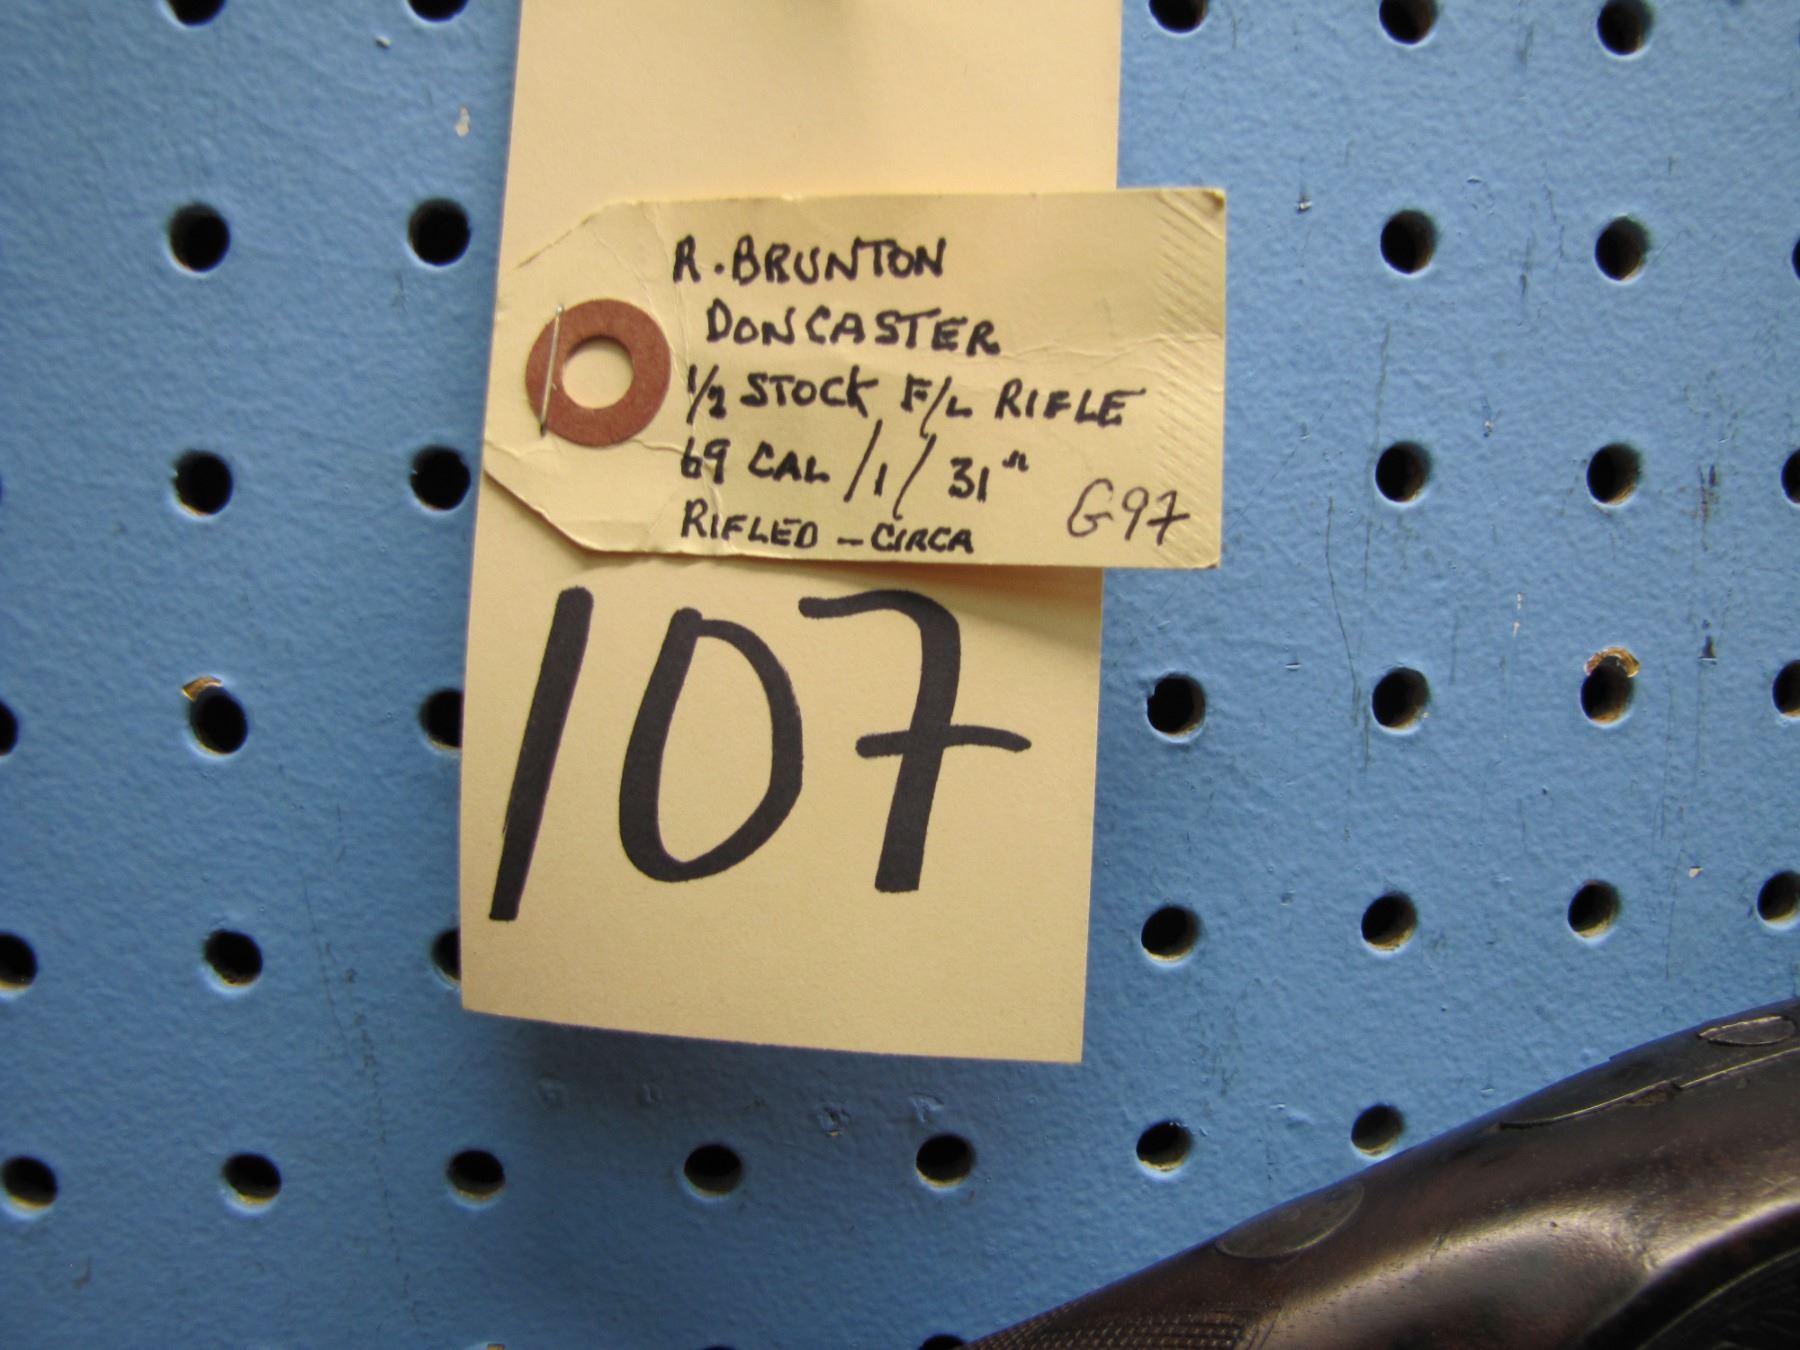 R. BRUNTON
DONCASTER
1/2 STOCK F/L RIFLE
69 CAL /1/ 31"
RIFLED - CIRCA
G97
107